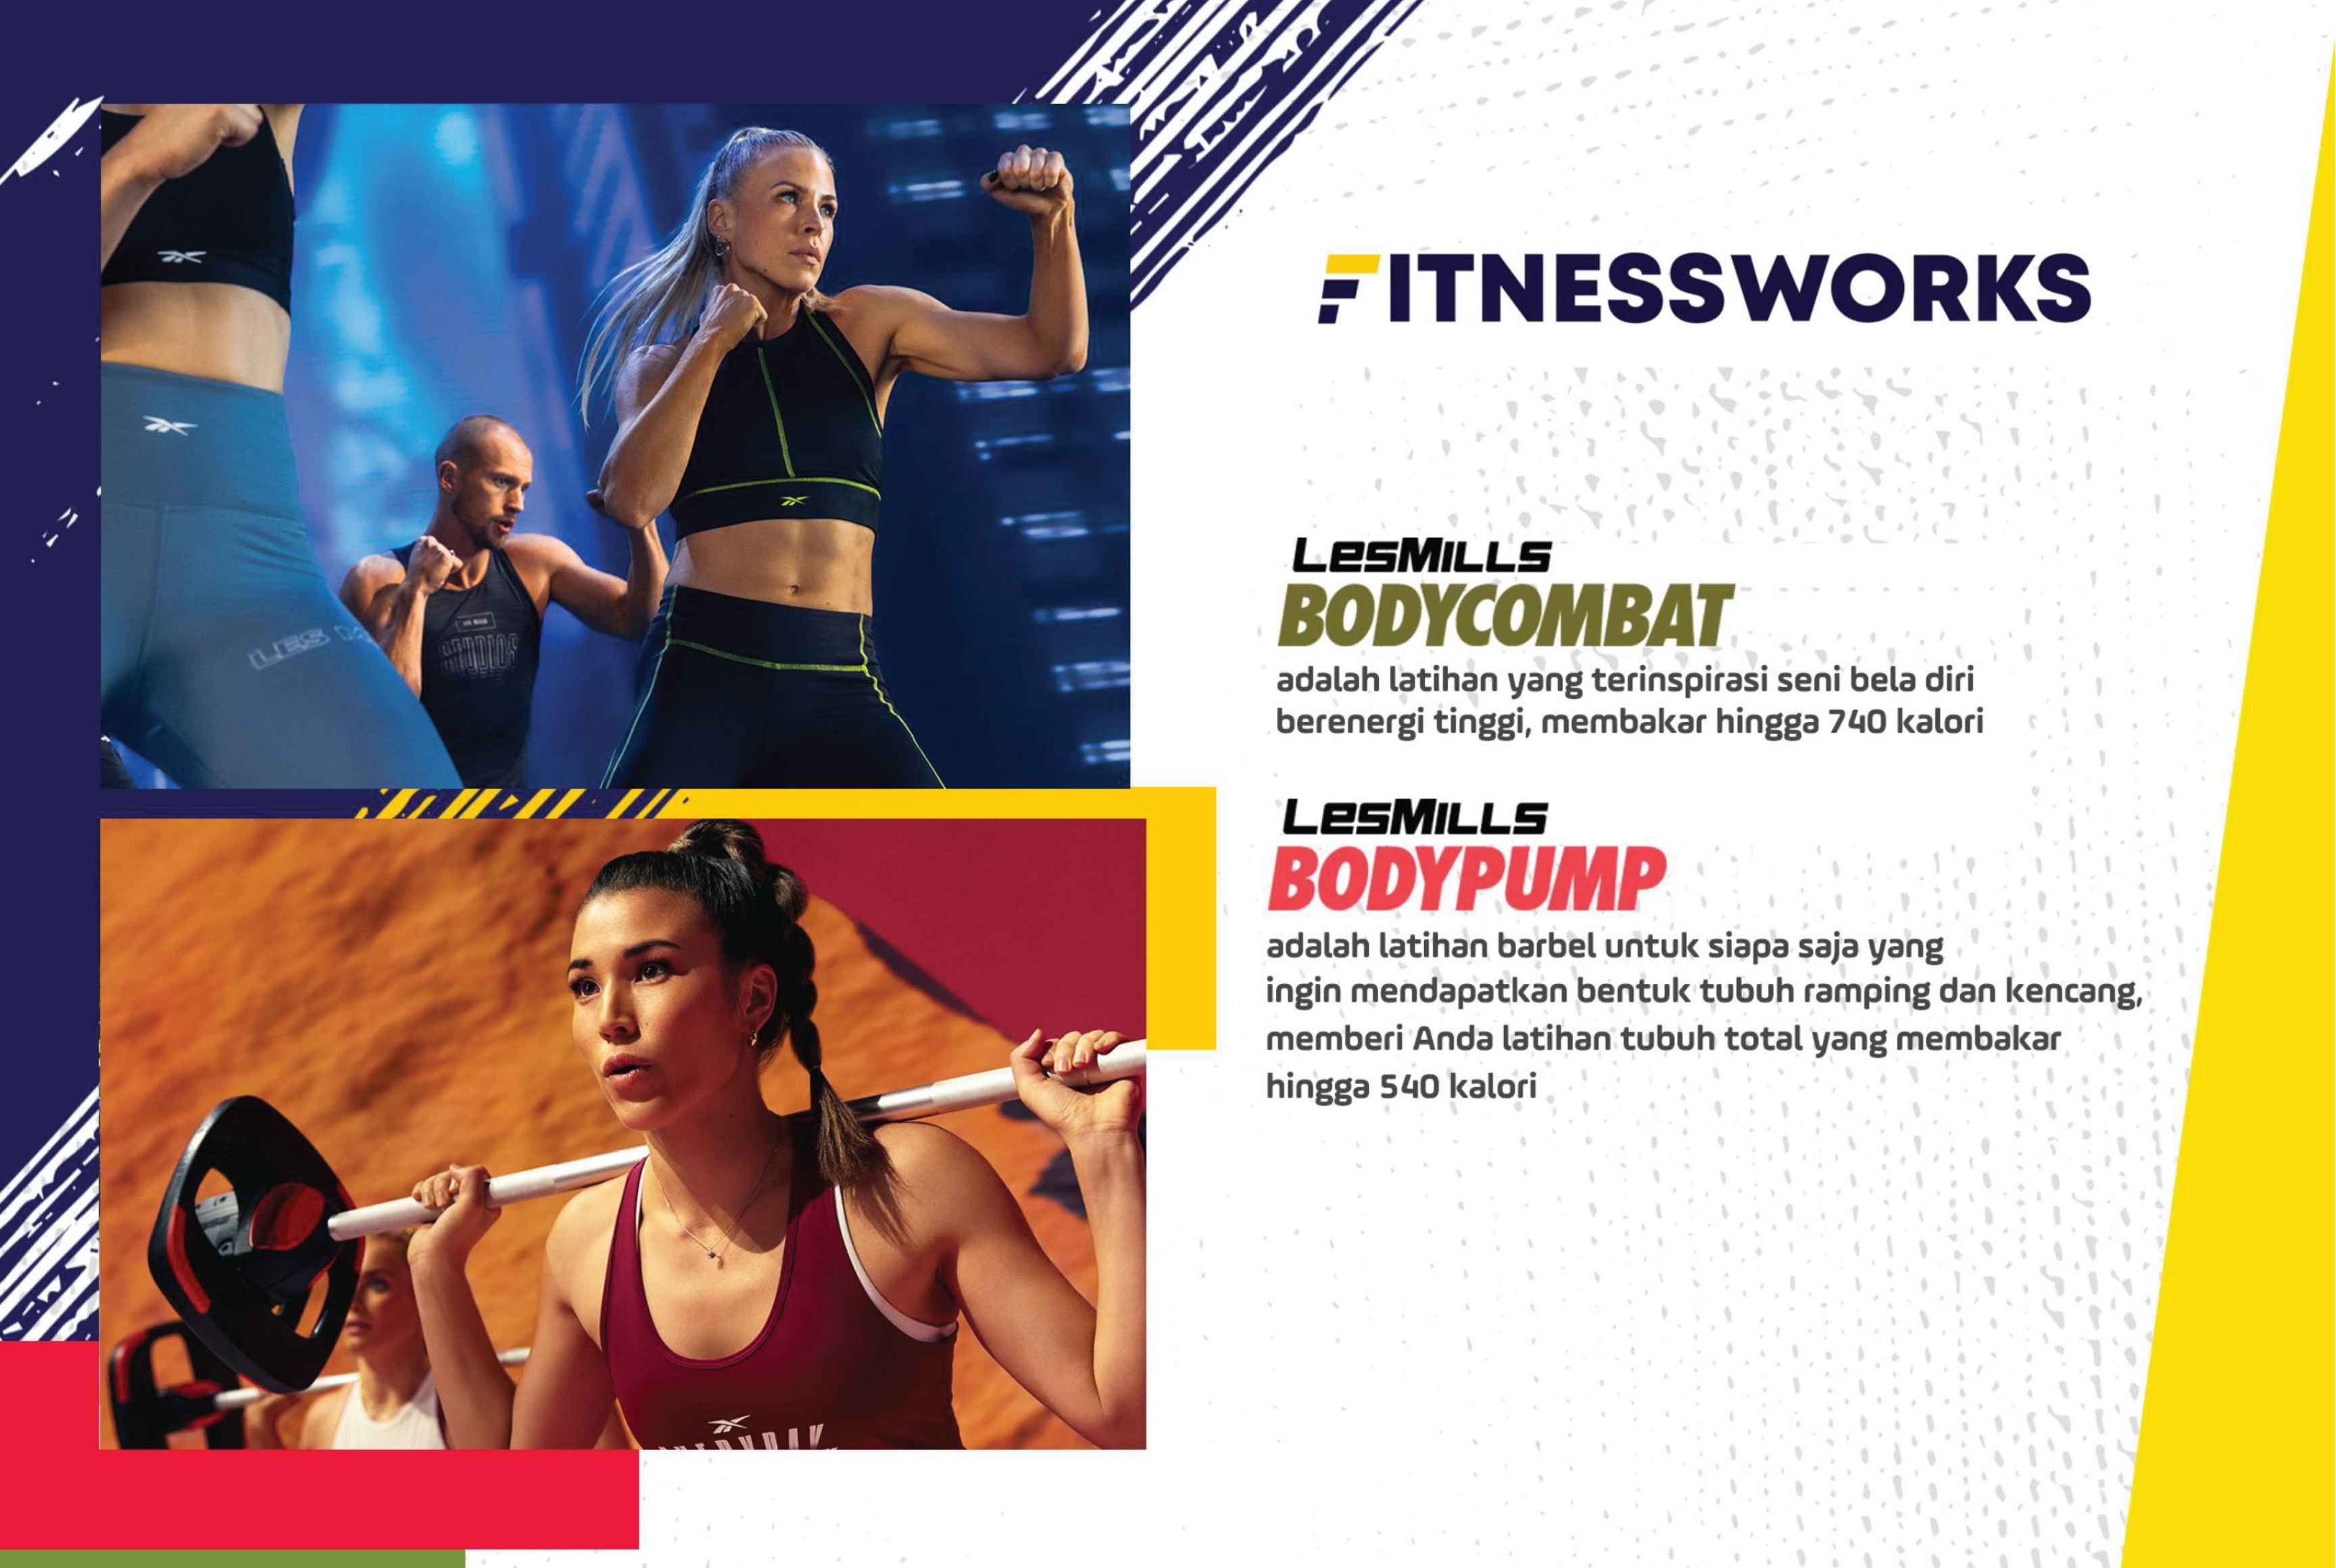 FITNESSWORKS
LESMILLS
BODYCOMBAT
adalah latihan yang terinspirasi seni bela diri
berenergi tinggi, membakar hingga 740 kalori
LESMILLS
BODYPUMP
adalah latihan barbel untuk siapa saja yang
ingin mendapatkan bentuk tubuh ramping dan kencang,
memberi Anda latihan tubuh total yang membakar
hingga 540 kalori
LES